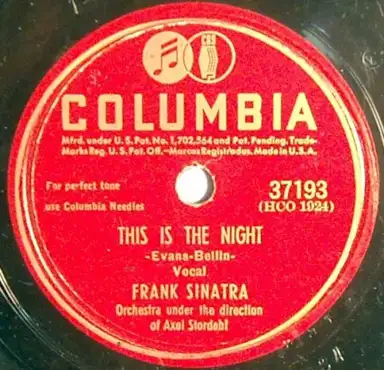 CBS
COLUMBIA
Mfrd. under U.S. Pat. No. 1,702,564 and Pat. Pending, Trade-
Marks Reg. U.S. Pat. Off.-Marcas Registradas. Made in U.S.A.
For perfect tone
use Columbia Needles
37193
(HCO 1924)
THIS IS THE NIGHT
-Evans-Bellin-
Vocal
FRANK SINATRA
Orchestra under the direction
of Axel Stordahl